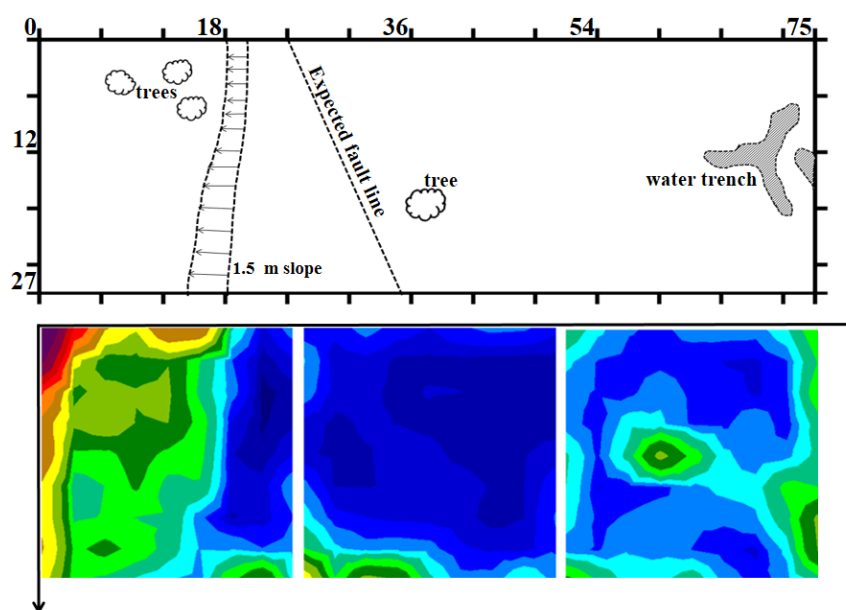 0 18 36 54 75
trees
Expected fault line
12
tree
water trench
1.5 m slope
27